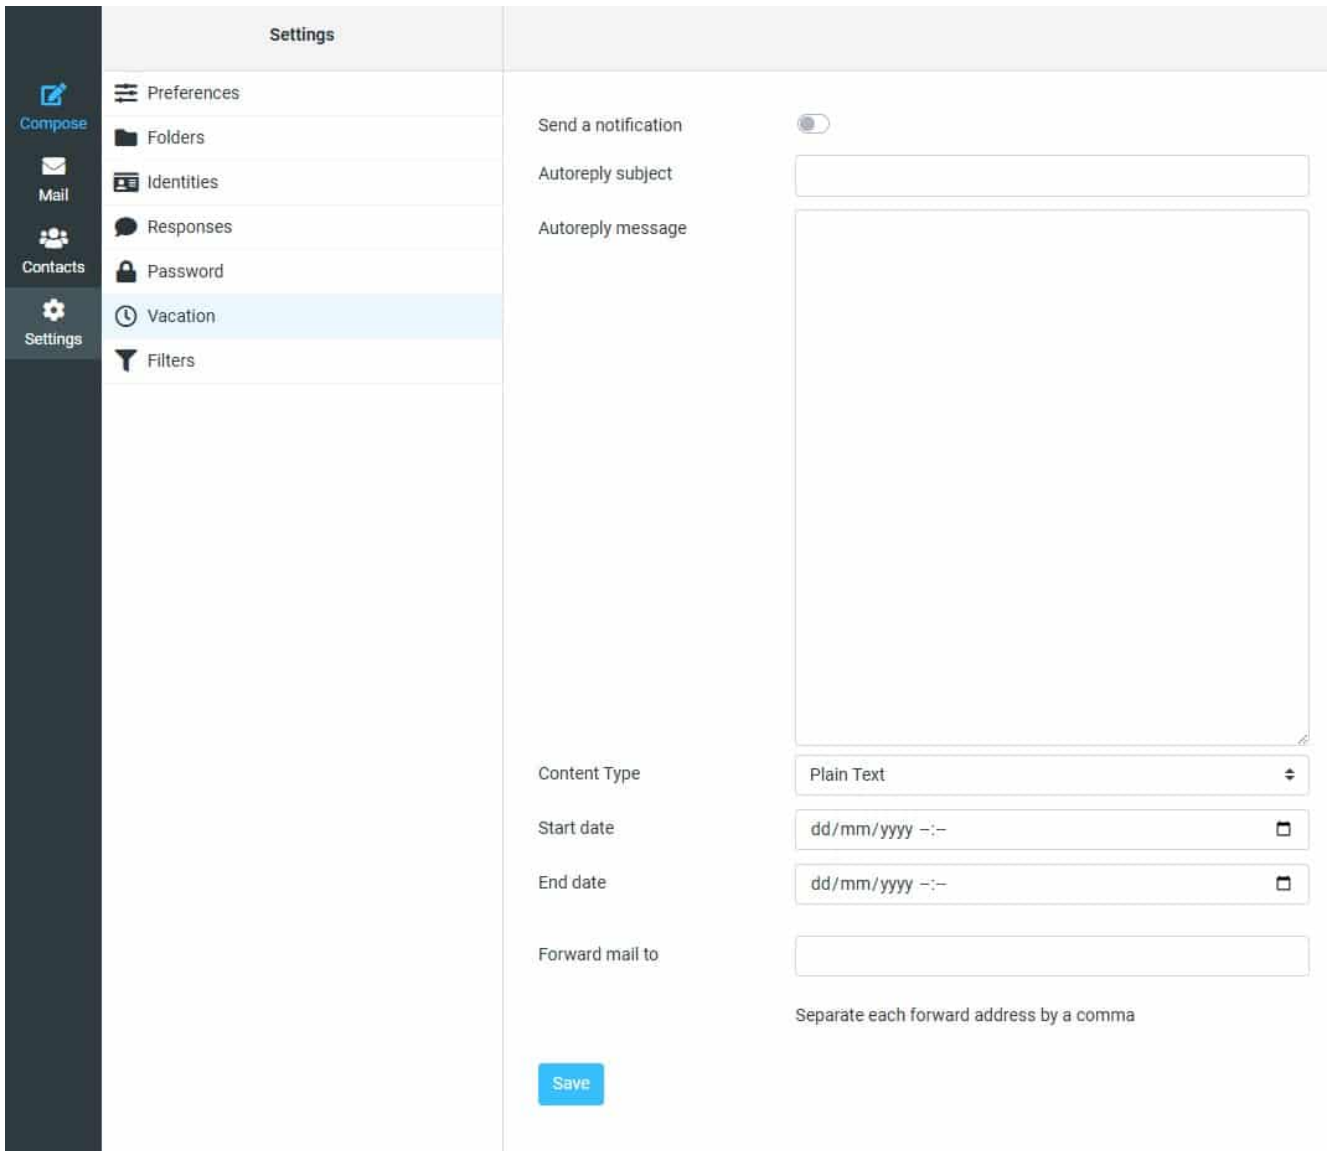 Compose
Mail
Contacts
Settings
Settings
Preferences
Folders
Identities
Responses
Password
Vacation
Filters
Send a notification
Autoreply subject
Autoreply message
Content Type
Plain Text
Start date
dd/mm/yyyy --:--
End date
dd/mm/yyyy --:--
Forward mail to
Separate each forward address by a comma
Save